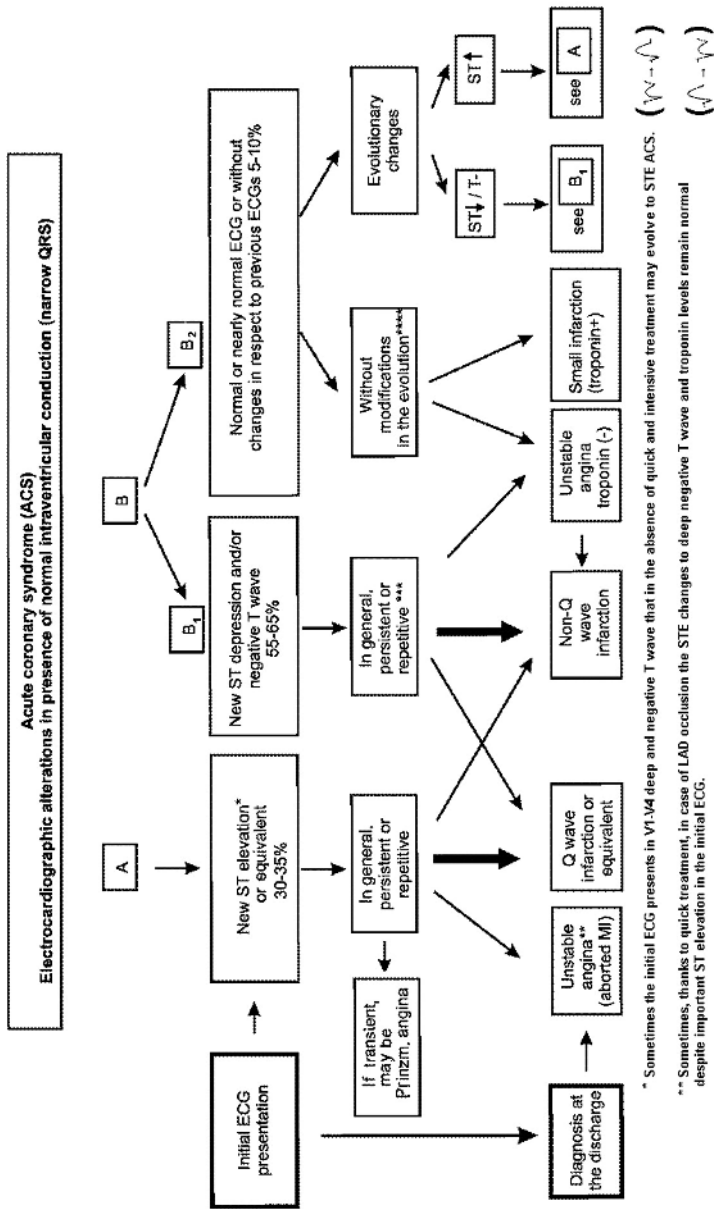 Acute coronary syndrome (ACS)
Electrocardiographic alterations in presence of normal intraventricular conduction (narrow QRS)
A
B
B1
B2
Initial ECG
presentation
New ST elevation*
or equivalent
30-35%
New ST depression and/or
negative T wave
55-65%
Normal or nearly normal ECG or without
changes in respect to previous ECGs 5-10%
If transient,
may be
Prinzm, angina
In general,
persistent or
repetitive
In general,
persistent or
repetitive ***
Without
modifications
in the evolution****
Evolutionary
changes
ST↓ / T-
ST↑
Diagnosis at
the discharge
Unstable
angina**
(aborted MI)
Q wave
infarction or
equivalent
Non-Q
wave
infarction
Unstable
angina
troponin (-)
Small infarction
(troponin+)
see B1
see A
* Sometimes the initial ECG presents in V1-V4 deep and negative T wave that in the absence of quick and intensive treatment may evolve to STE ACS.
** Sometimes, thanks to quick treatment, in case of LAD occlusion the STE changes to deep negative T wave and troponin levels remain normal
despite important ST elevation in the initial ECG.